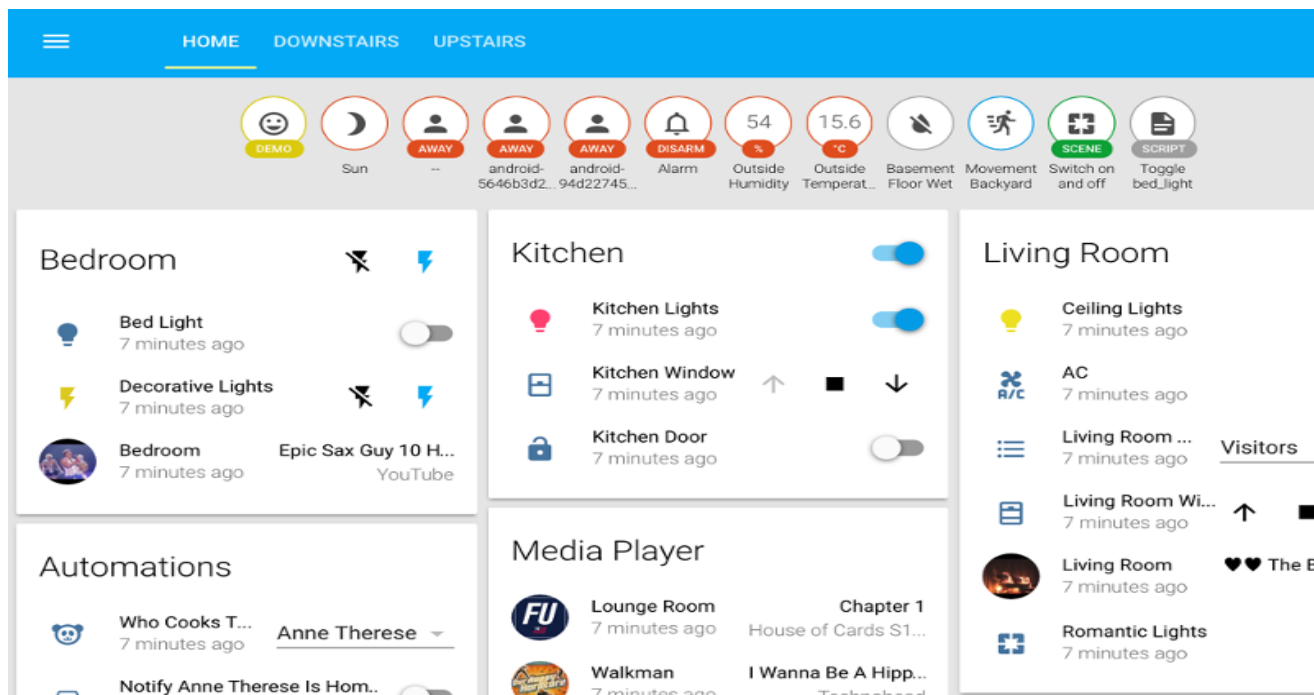 HOME DOWNSTAIRS UPSTAIRS
54 15.6
DEMO AWAY AWAY AWAY DISARM % °C SCENE SCRIPT
Sun -- android- android- Alarm Outside Outside Basement Movement Switch on Toggle
5646b3d2... 94d22745... Humidity Temperat... Floor Wet Backyard and off bed_light
Bedroom
Bed Light
7 minutes ago
Decorative Lights
7 minutes ago
Bedroom Epic Sax Guy 10 H...
7 minutes ago YouTube
Automations
Who Cooks T...
7 minutes ago
Anne Therese
Notify Anne Therese Is Hom..
Kitchen
Kitchen Lights
7 minutes ago
Kitchen Window
7 minutes ago
Kitchen Door
7 minutes ago
Media Player
FU
Lounge Room Chapter 1
7 minutes ago House of Cards S1...
Walkman I Wanna Be A Hipp...
7 minutes ago Technohead
Living Room
Ceiling Lights
7 minutes ago
A/C
AC
7 minutes ago
Living Room ...
7 minutes ago
Visitors
Living Room Wi...
7 minutes ago
Living Room ♥♥ The
7 minutes ago
Romantic Lights
7 minutes ago